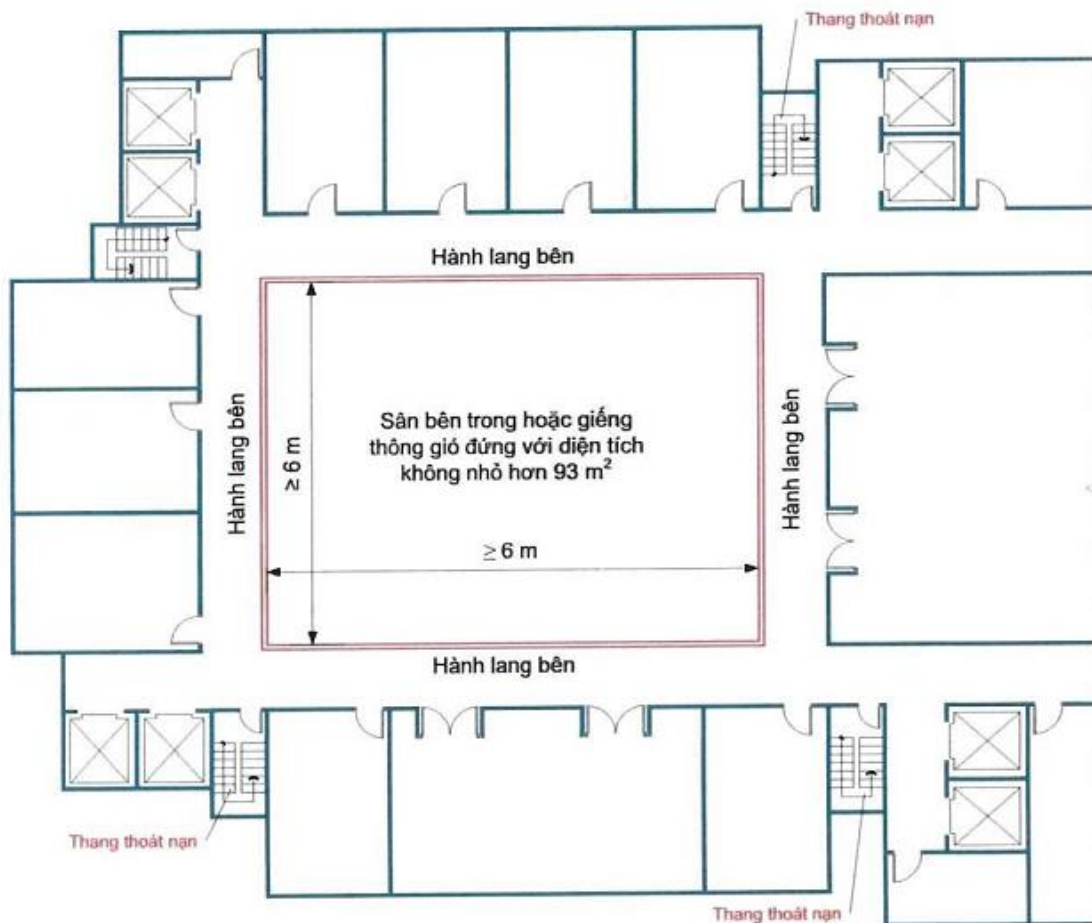 Thang thoát nạn
Hành lang bên
Hành lang bên
≥ 6 m
Sân bên trong hoặc giếng
thông gió đứng với diện tích
không nhỏ hơn 93 m²
Hành lang bên
≥ 6 m
Hành lang bên
Thang thoát nạn
Thang thoát nạn